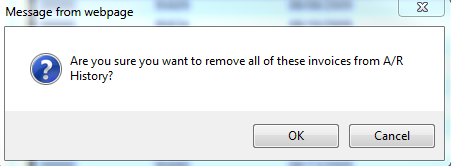 Message from webpage
Are you sure you want to remove all of these invoices from A/R
History?
OK
Cancel